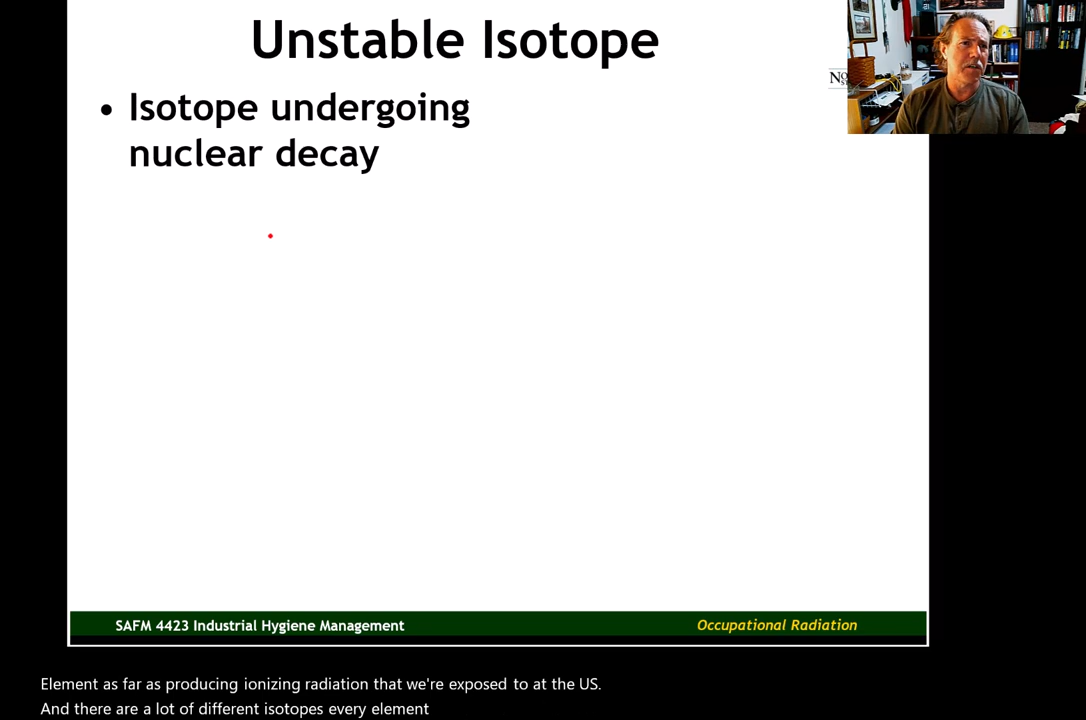 Unstable Isotope
• Isotope undergoing
nuclear decay
SAFM 4423 Industrial Hygiene Management
Occupational Radiation
Element as far as producing ionizing radiation that we're exposed to at the US.
And there are a lot of different isotopes every element